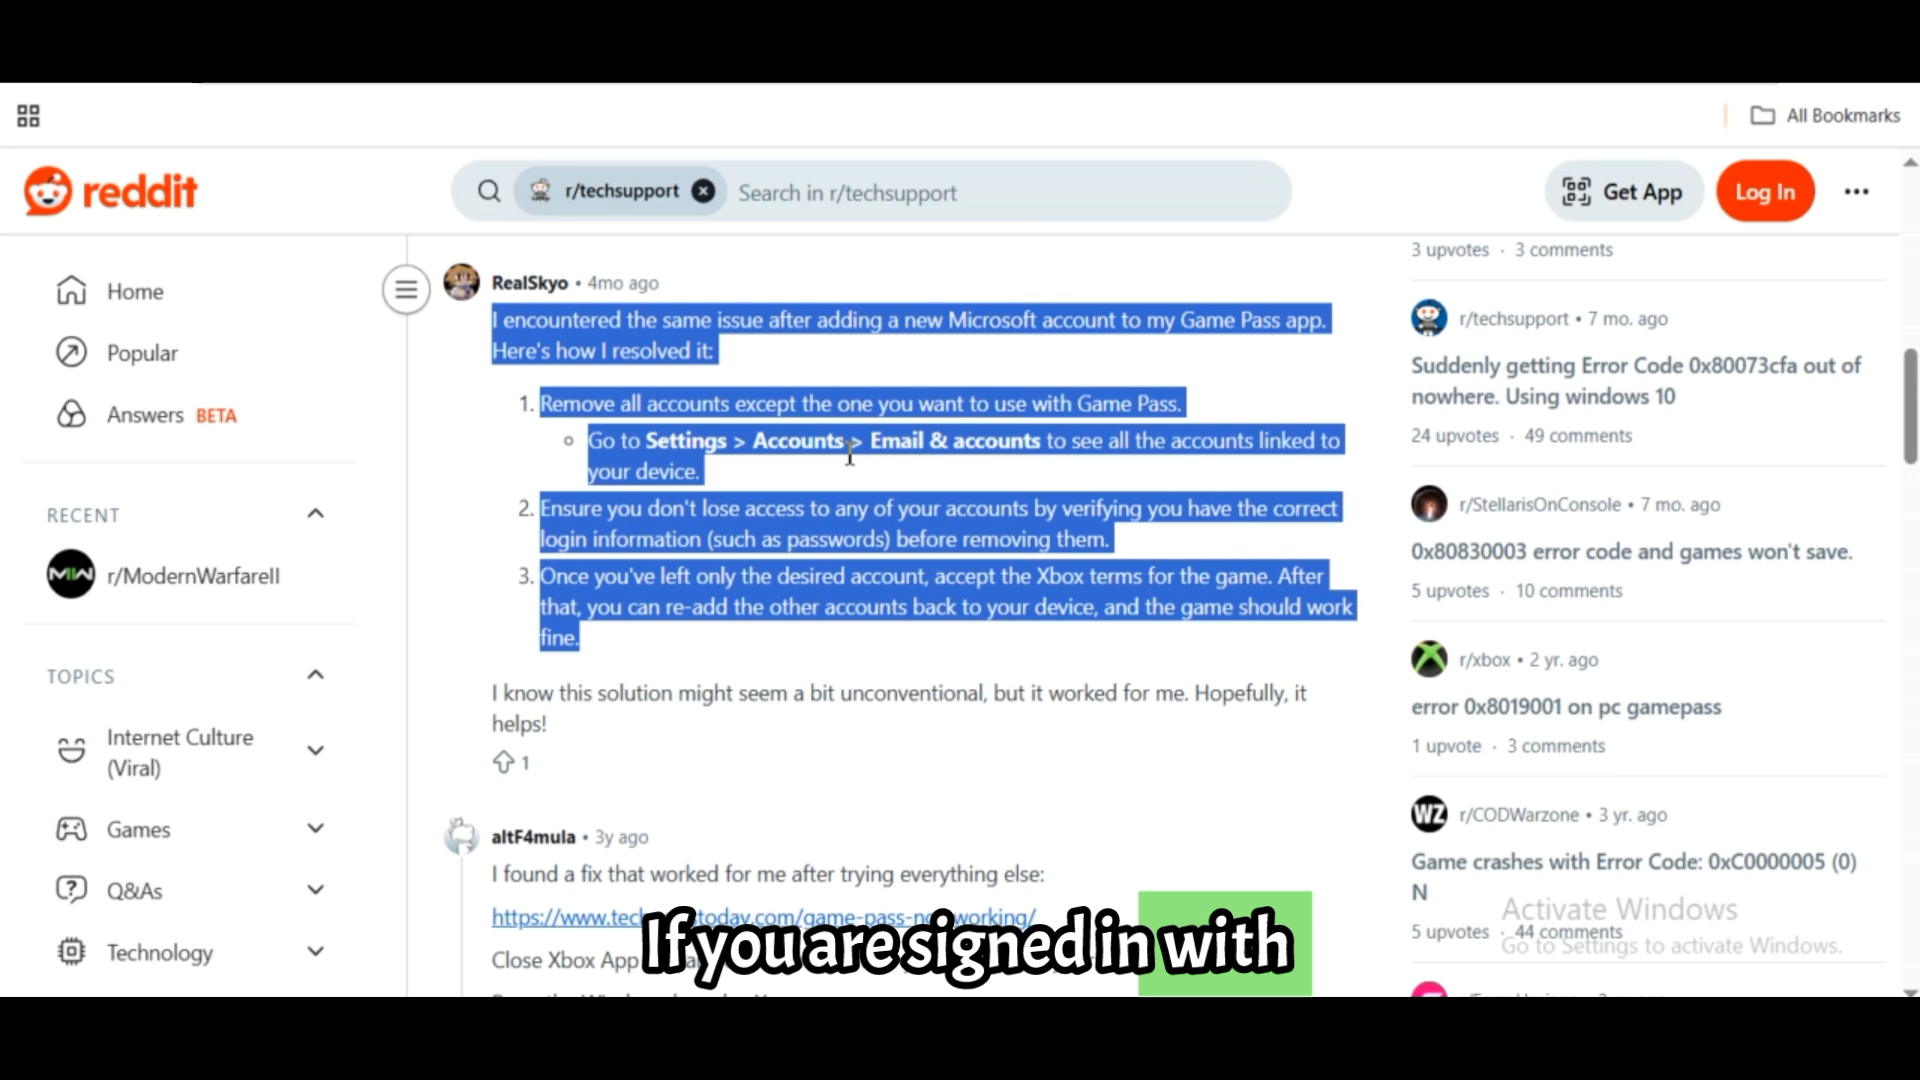 All Bookmarks
reddit
r/techsupport
Search in r/techsupport
Get App
Log In
Home
Popular
Answers BETA
RECENT
r/ModernWarfareII
TOPICS
Internet Culture
(Viral)
Games
Q&As
Technology
RealSkyo • 4mo ago
I encountered the same issue after adding a new Microsoft account to my Game Pass app.
Here's how I resolved it:
1. Remove all accounts except the one you want to use with Game Pass.
Go to Settings > Accounts > Email & accounts to see all the accounts linked to
your device.
2. Ensure you don't lose access to any of your accounts by verifying you have the correct
login information (such as passwords) before removing them.
3. Once you've left only the desired account, accept the Xbox terms for the game. After
that, you can re-add the other accounts back to your device, and the game should work
fine.
I know this solution might seem a bit unconventional, but it worked for me. Hopefully, it
helps!
1
altF4mula • 3y ago
I found a fix that worked for me after trying everything else:
Close Xbox App
If you are signed in with
3 upvotes · 3 comments
r/techsupport • 7 mo. ago
Suddenly getting Error Code 0x80073cfa out of
nowhere. Using windows 10
24 upvotes · 49 comments
r/StellarisOnConsole • 7 mo. ago
0x80830003 error code and games won't save.
5 upvotes · 10 comments
r/xbox • 2 yr. ago
error 0x8019001 on pc gamepass
1 upvote · 3 comments
WZ
r/CODWarzone • 3 yr. ago
Game crashes with Error Code: 0xC0000005 (0)
N
5 upvotes · 44 comments
Activate Windows
Go to Settings to activate Windows.